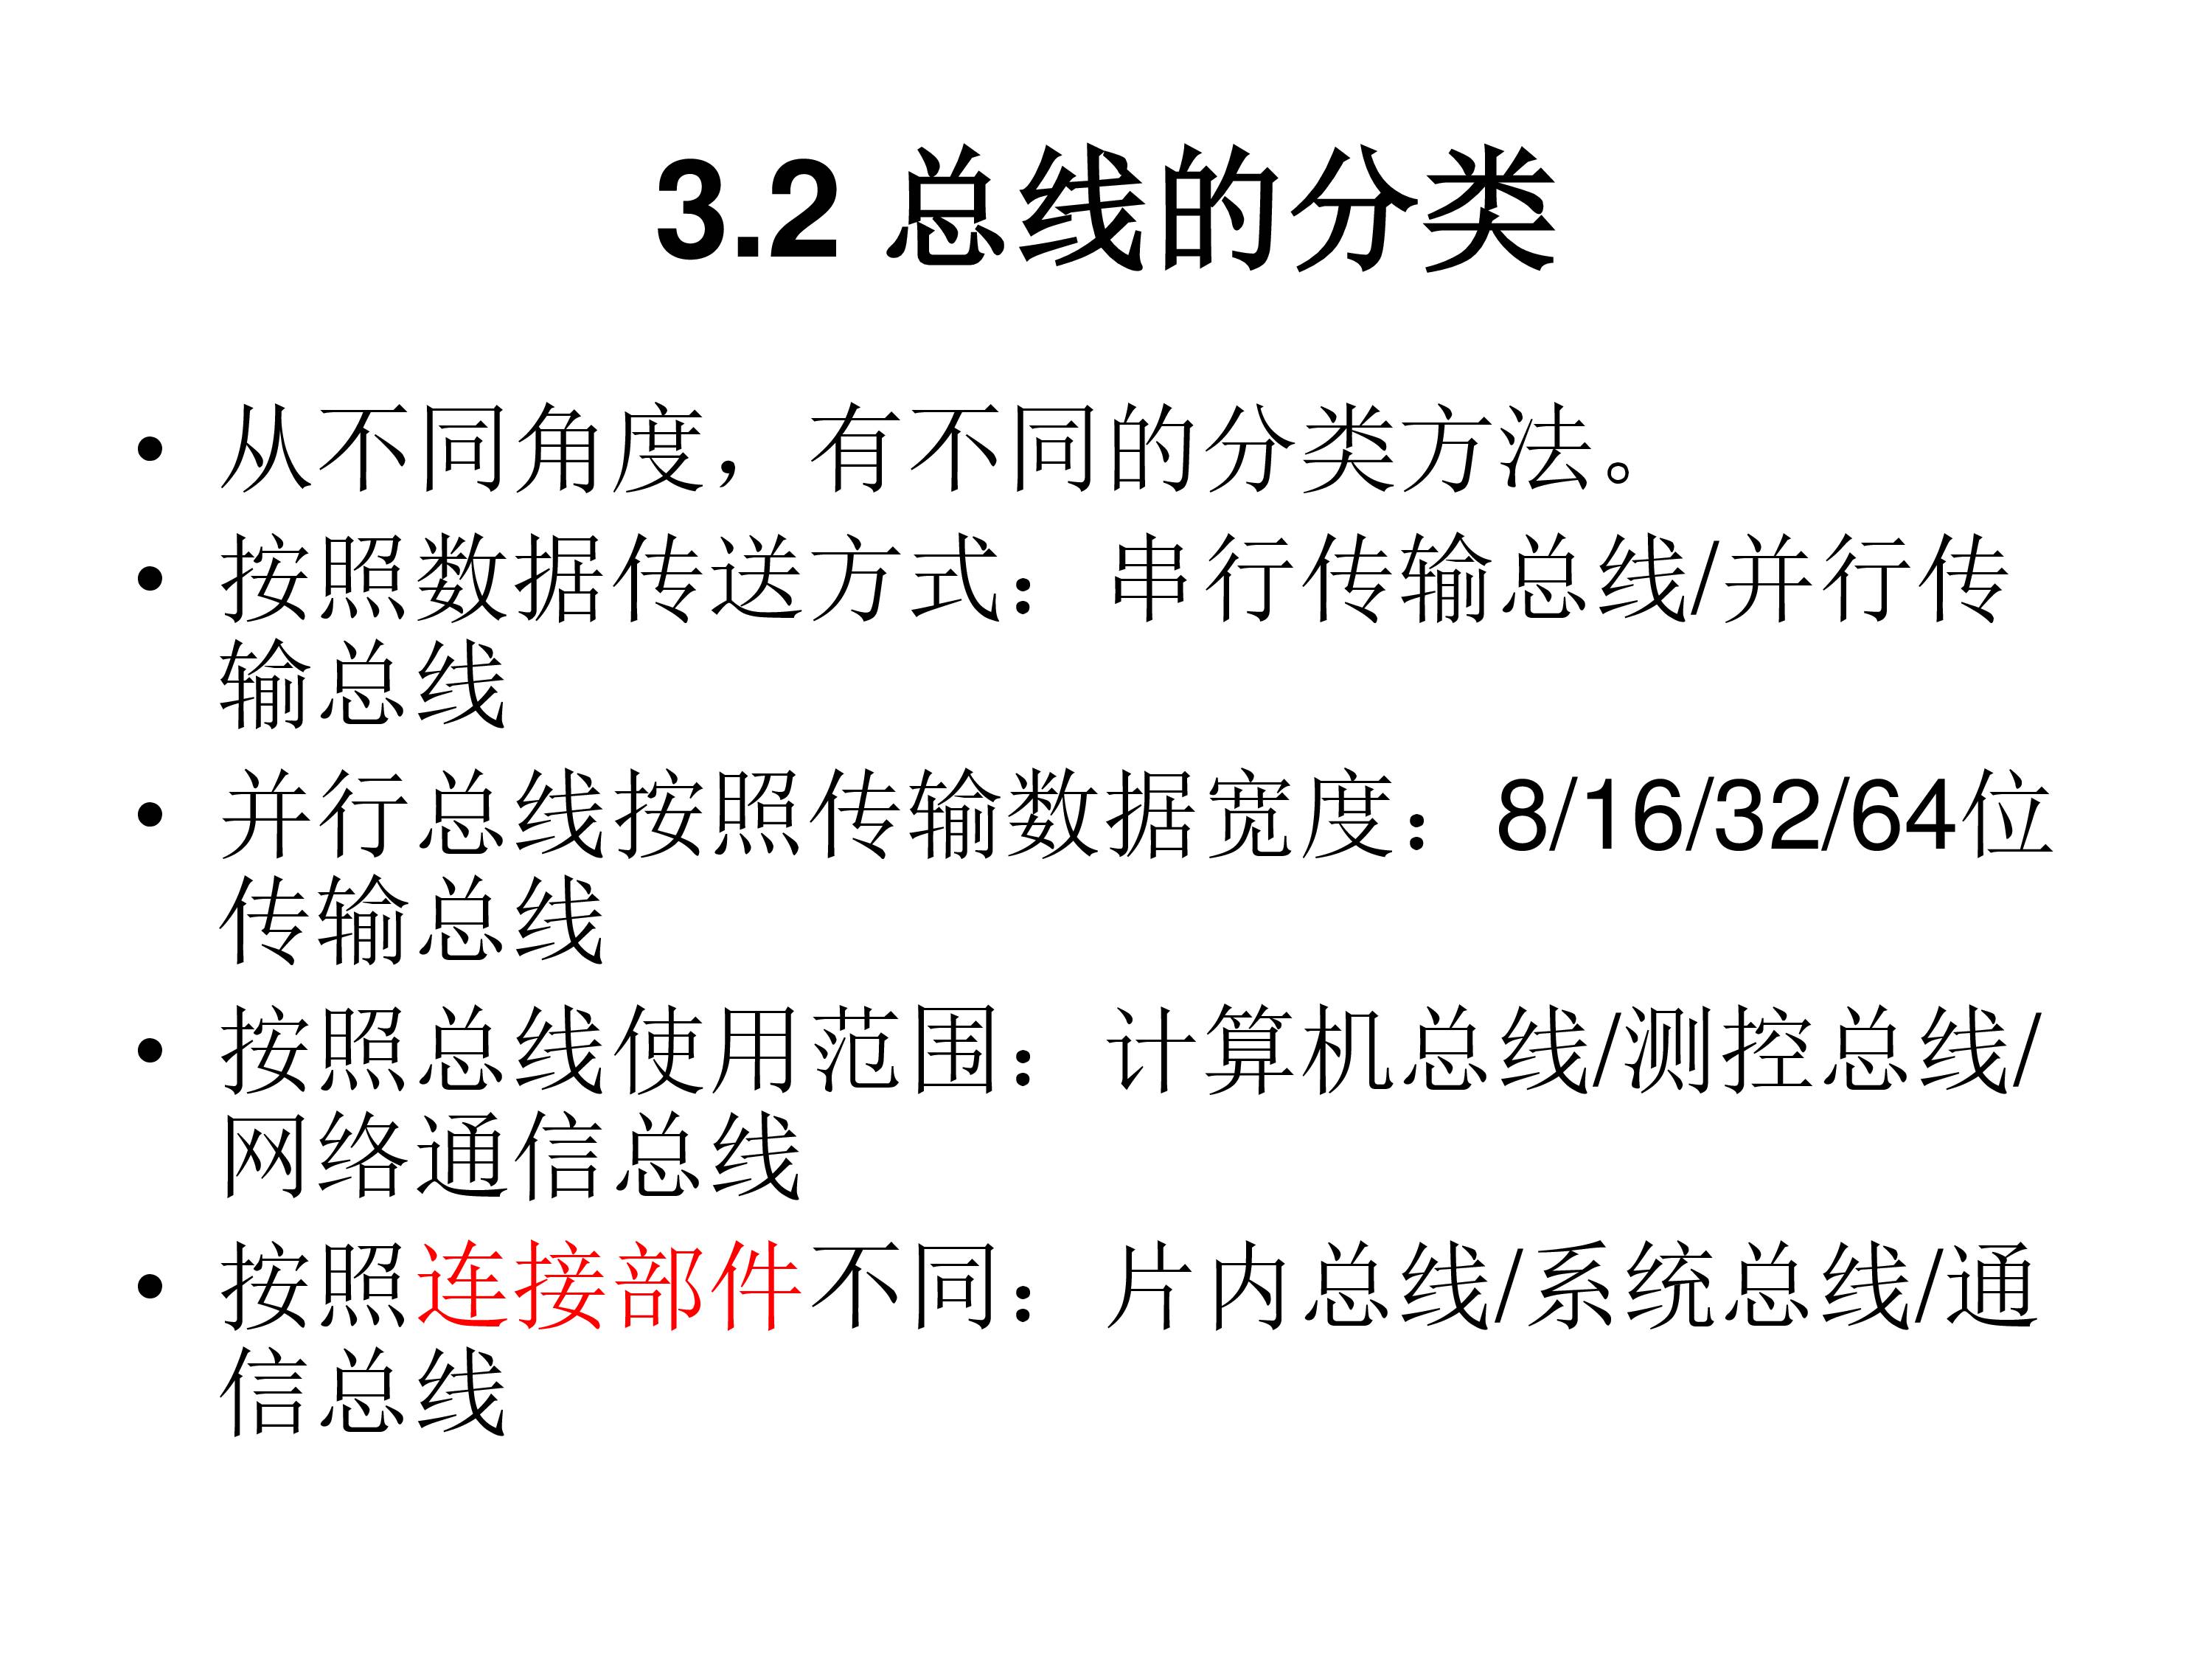 3.2 总线的分类
• 从不同角度，有不同的分类方法。
• 按照数据传送方式：串行传输总线/并行传
输总线
• 并行总线按照传输数据宽度：8/16/32/64位
传输总线
• 按照总线使用范围：计算机总线/测控总线/
网络通信总线
• 按照连接部件不同：片内总线/系统总线/通
信总线